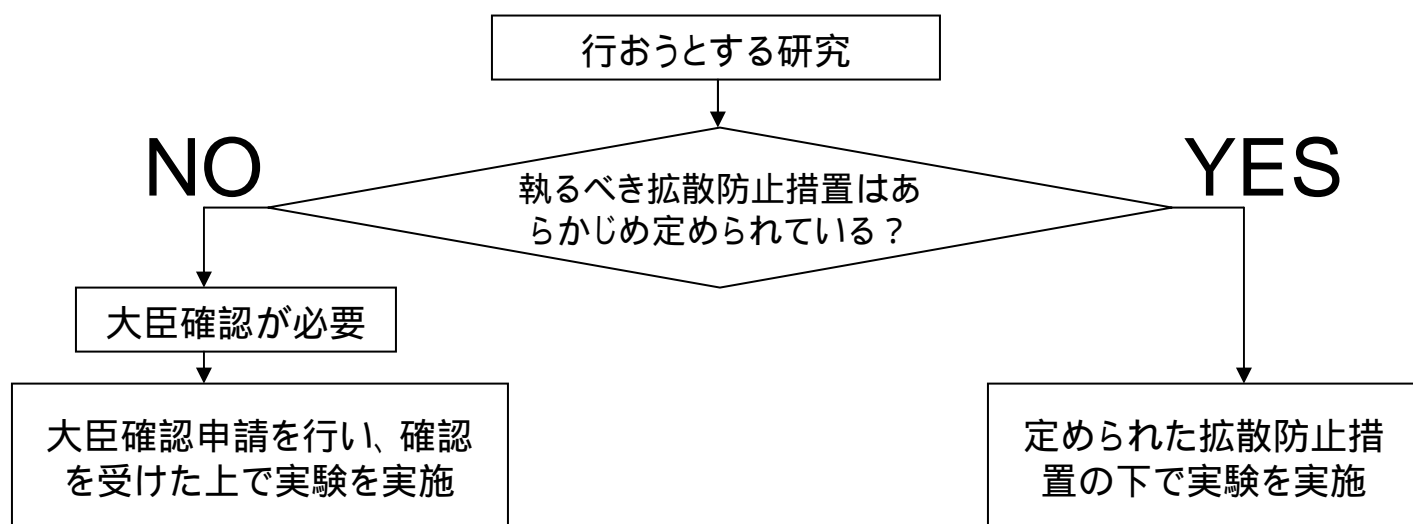 行おうとする研究
NO
YES
執るべき拡散防止措置はあ
らかじめ定められている？
大臣確認が必要
大臣確認申請を行い、確認
を受けた上で実験を実施
定められた拡散防止措
置の下で実験を実施